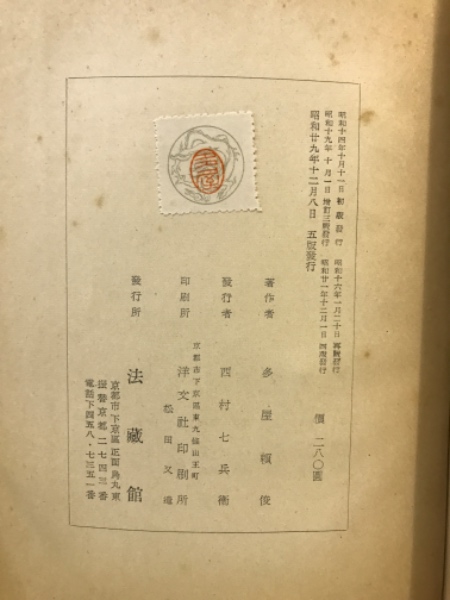 昭和十四年十月十一日 初版發行
昭和十六年一月二十日 再版發行
昭和十九年十月一日 增訂三版發行
昭和廿一年十二月一日 四版發行
昭和廿九年十二月八日 五版發行
價 二八〇圓
著作者 多屋頼俊
發行者 西村七兵衞
京都市下京區東九條山王町
印刷所 洋文社印刷所
松田又
發行所 法藏館
京都市下京區正面烏丸東
振替京都二七四三番
電話下四五八・七三五一番